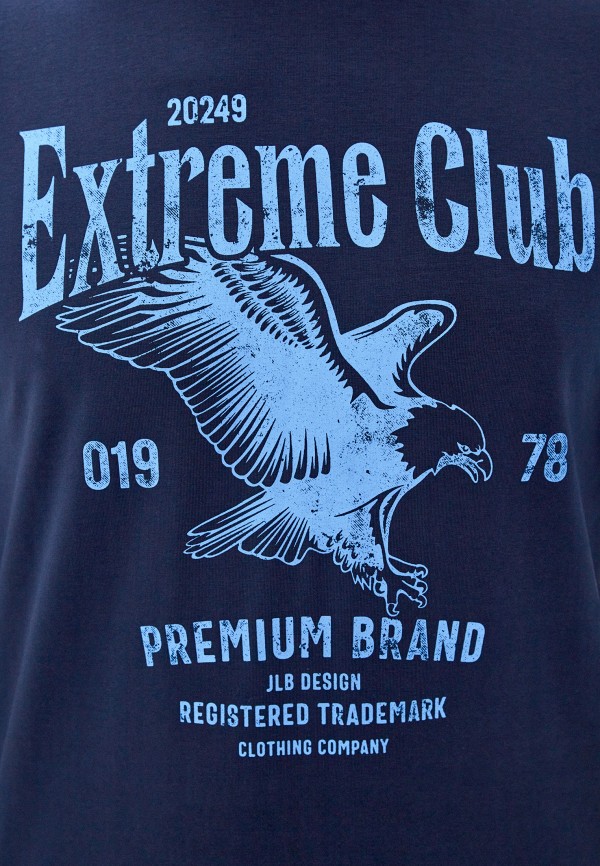 20249
Extreme Club
019 78
PREMIUM BRAND
JLB DESIGN
REGISTERED TRADEMARK
CLOTHING COMPANY